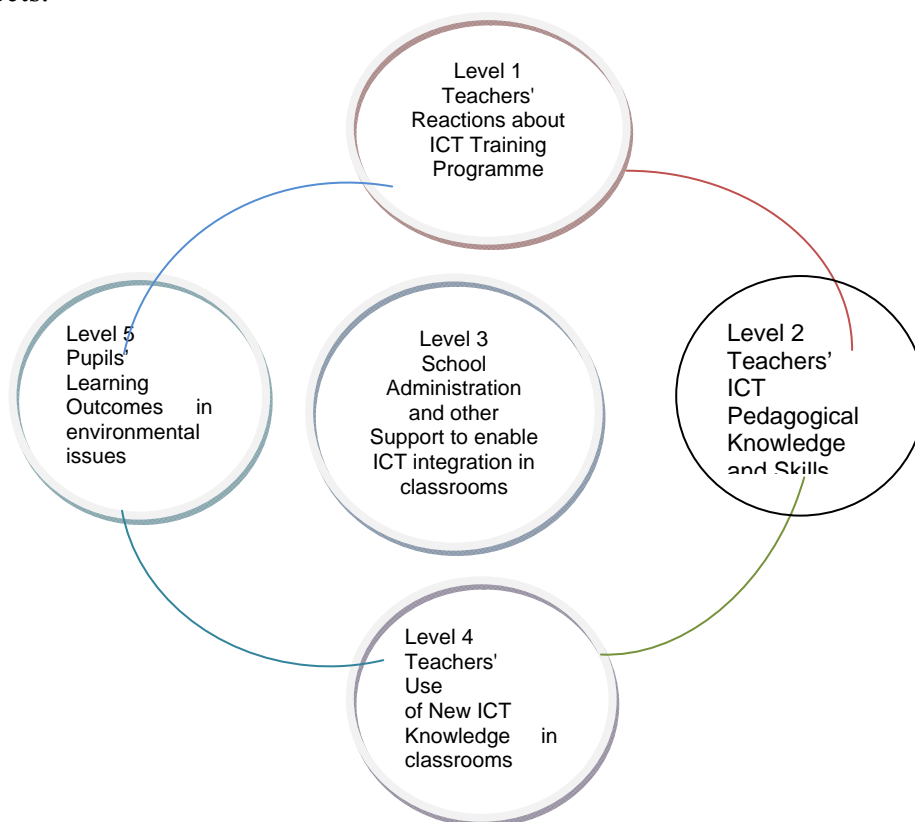 Level 1
Teachers'
Reactions about
ICT Training
Programme
Level 5
Pupils’
Learning
Outcomes in
environmental
issues
Level 3
School
Administration
and other
Support to enable
ICT integration in
classrooms
Level 2
Teachers’
ICT
Pedagogical
Knowledge
and Skills
Level 4
Teachers'
Use
of New ICT
Knowledge in
classrooms